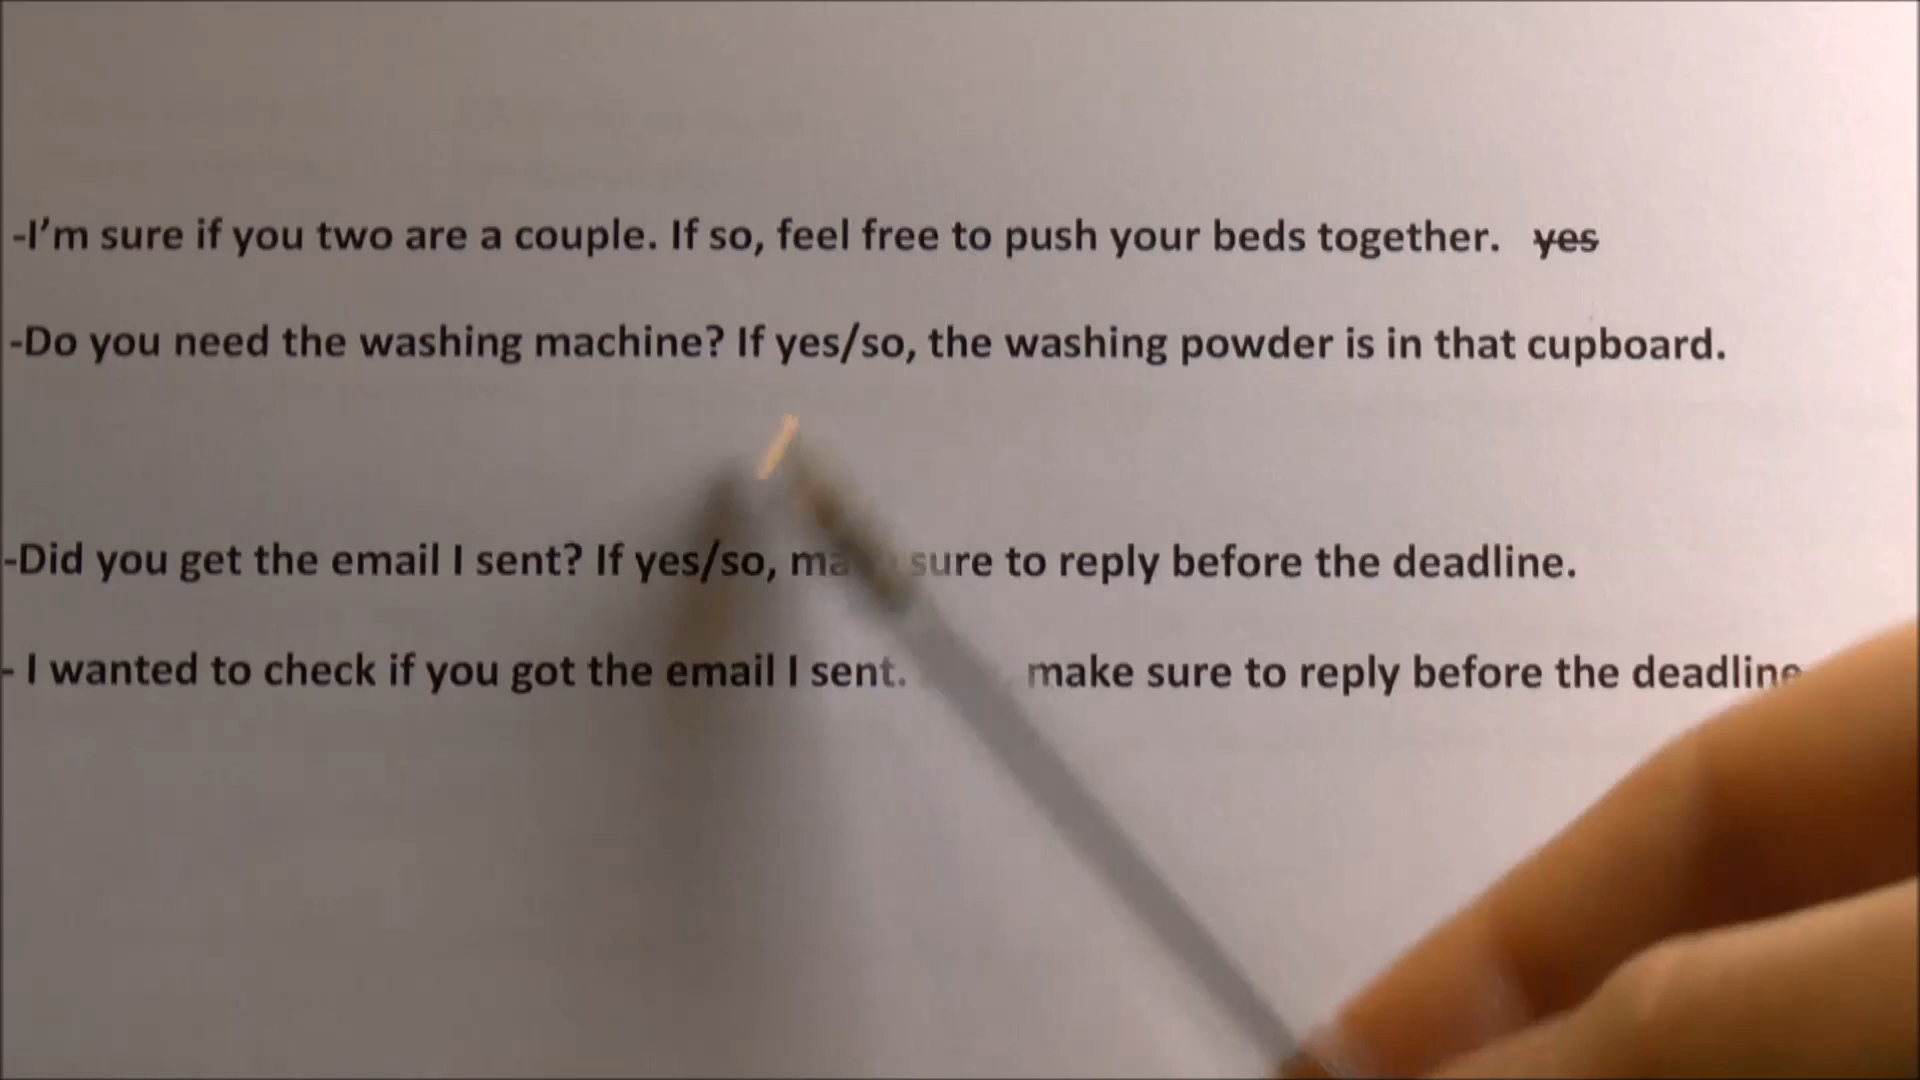 -I'm sure if you two are a couple. If so, feel free to push your beds together. yes
-Do you need the washing machine? If yes/so, the washing powder is in that cupboard.
-Did you get the email I sent? If yes/so, sure to reply before the deadline.
- I wanted to check if you got the email I sent. make sure to reply before the deadline